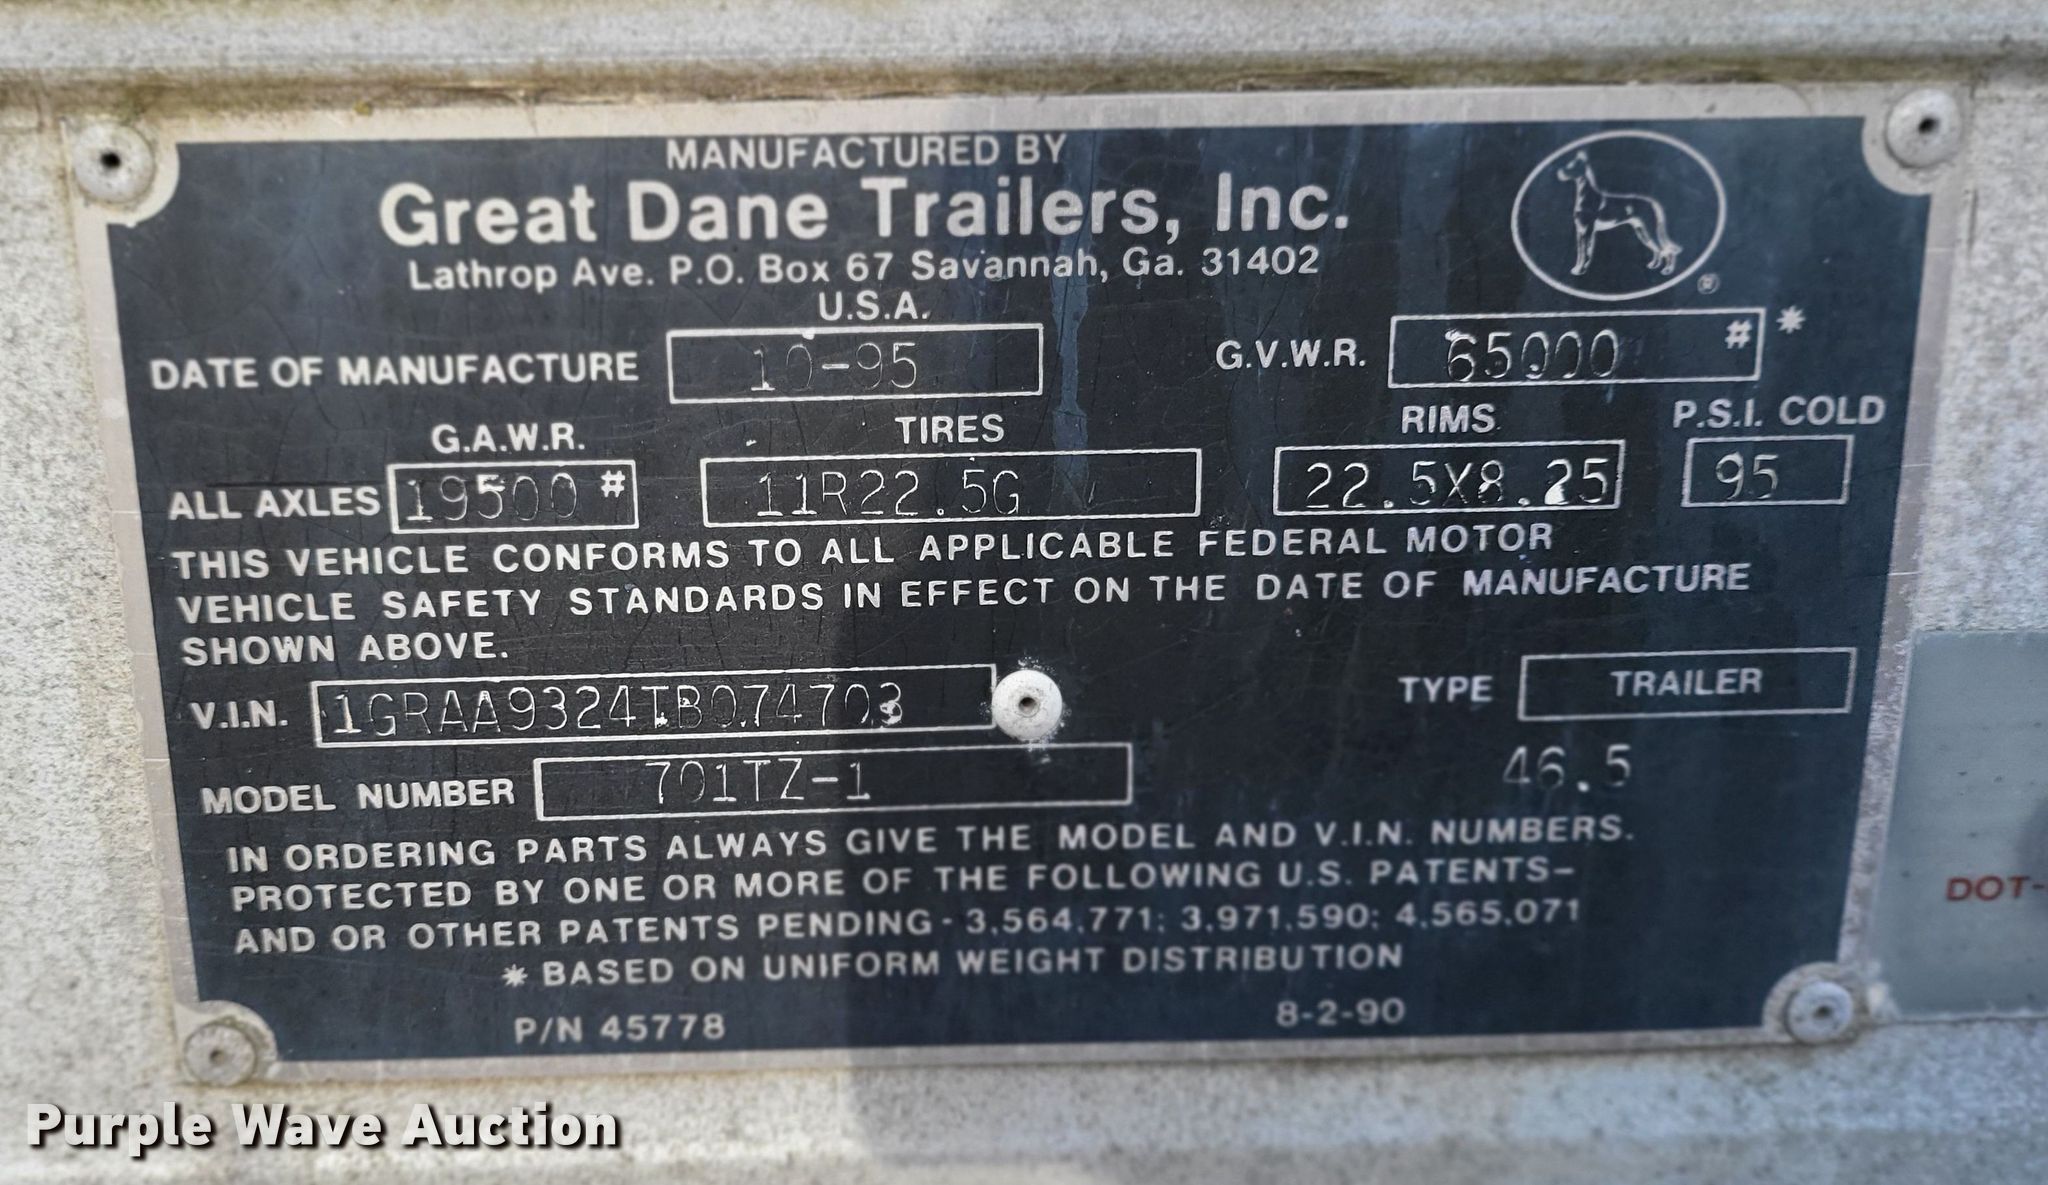 MANUFACTURED BY
Great Dane Trailers, Inc.
Lathrop Ave. P.O. Box 67 Savannah, Ga. 31402
U.S.A.
®
DATE OF MANUFACTURE 10-95 G.V.W.R. 65000 # *
G.A.W.R. TIRES RIMS P.S.I. COLD
ALL AXLES 19500 # 11R22.5G 22.5X8.25 95
THIS VEHICLE CONFORMS TO ALL APPLICABLE FEDERAL MOTOR
VEHICLE SAFETY STANDARDS IN EFFECT ON THE DATE OF MANUFACTURE
SHOWN ABOVE.
V.I.N. 1GRAA9324TB074703 TYPE TRAILER
MODEL NUMBER 701TZ-1 46.5
IN ORDERING PARTS ALWAYS GIVE THE MODEL AND V.I.N. NUMBERS.
PROTECTED BY ONE OR MORE OF THE FOLLOWING U.S. PATENTS-
AND OR OTHER PATENTS PENDING - 3,564,771; 3,971,590; 4,565,071
* BASED ON UNIFORM WEIGHT DISTRIBUTION
P/N 45778 8-2-90
DOT-
Purple Wave Auction